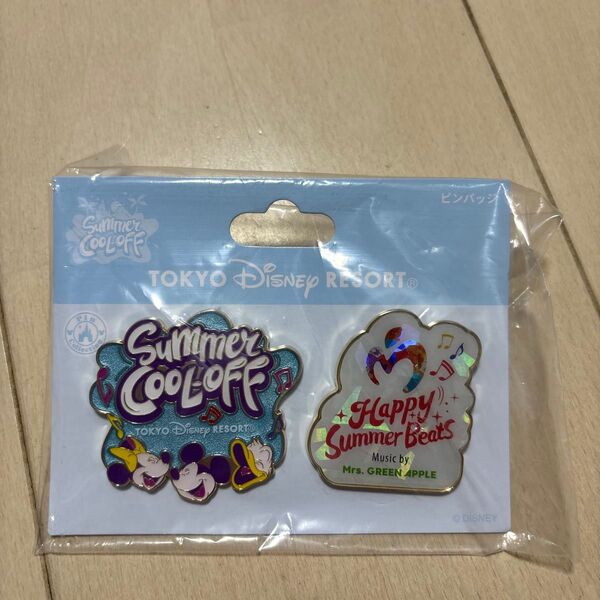 Summer
COOL-OFF
ピンバッジ
TOKYO Disney RESORT®
Pin
Collection
Summer
COOL-OFF
TOKYO Disney RESORT
Happy
Summer Beats
Music by
Mrs. GREEN APPLE
©DISNEY